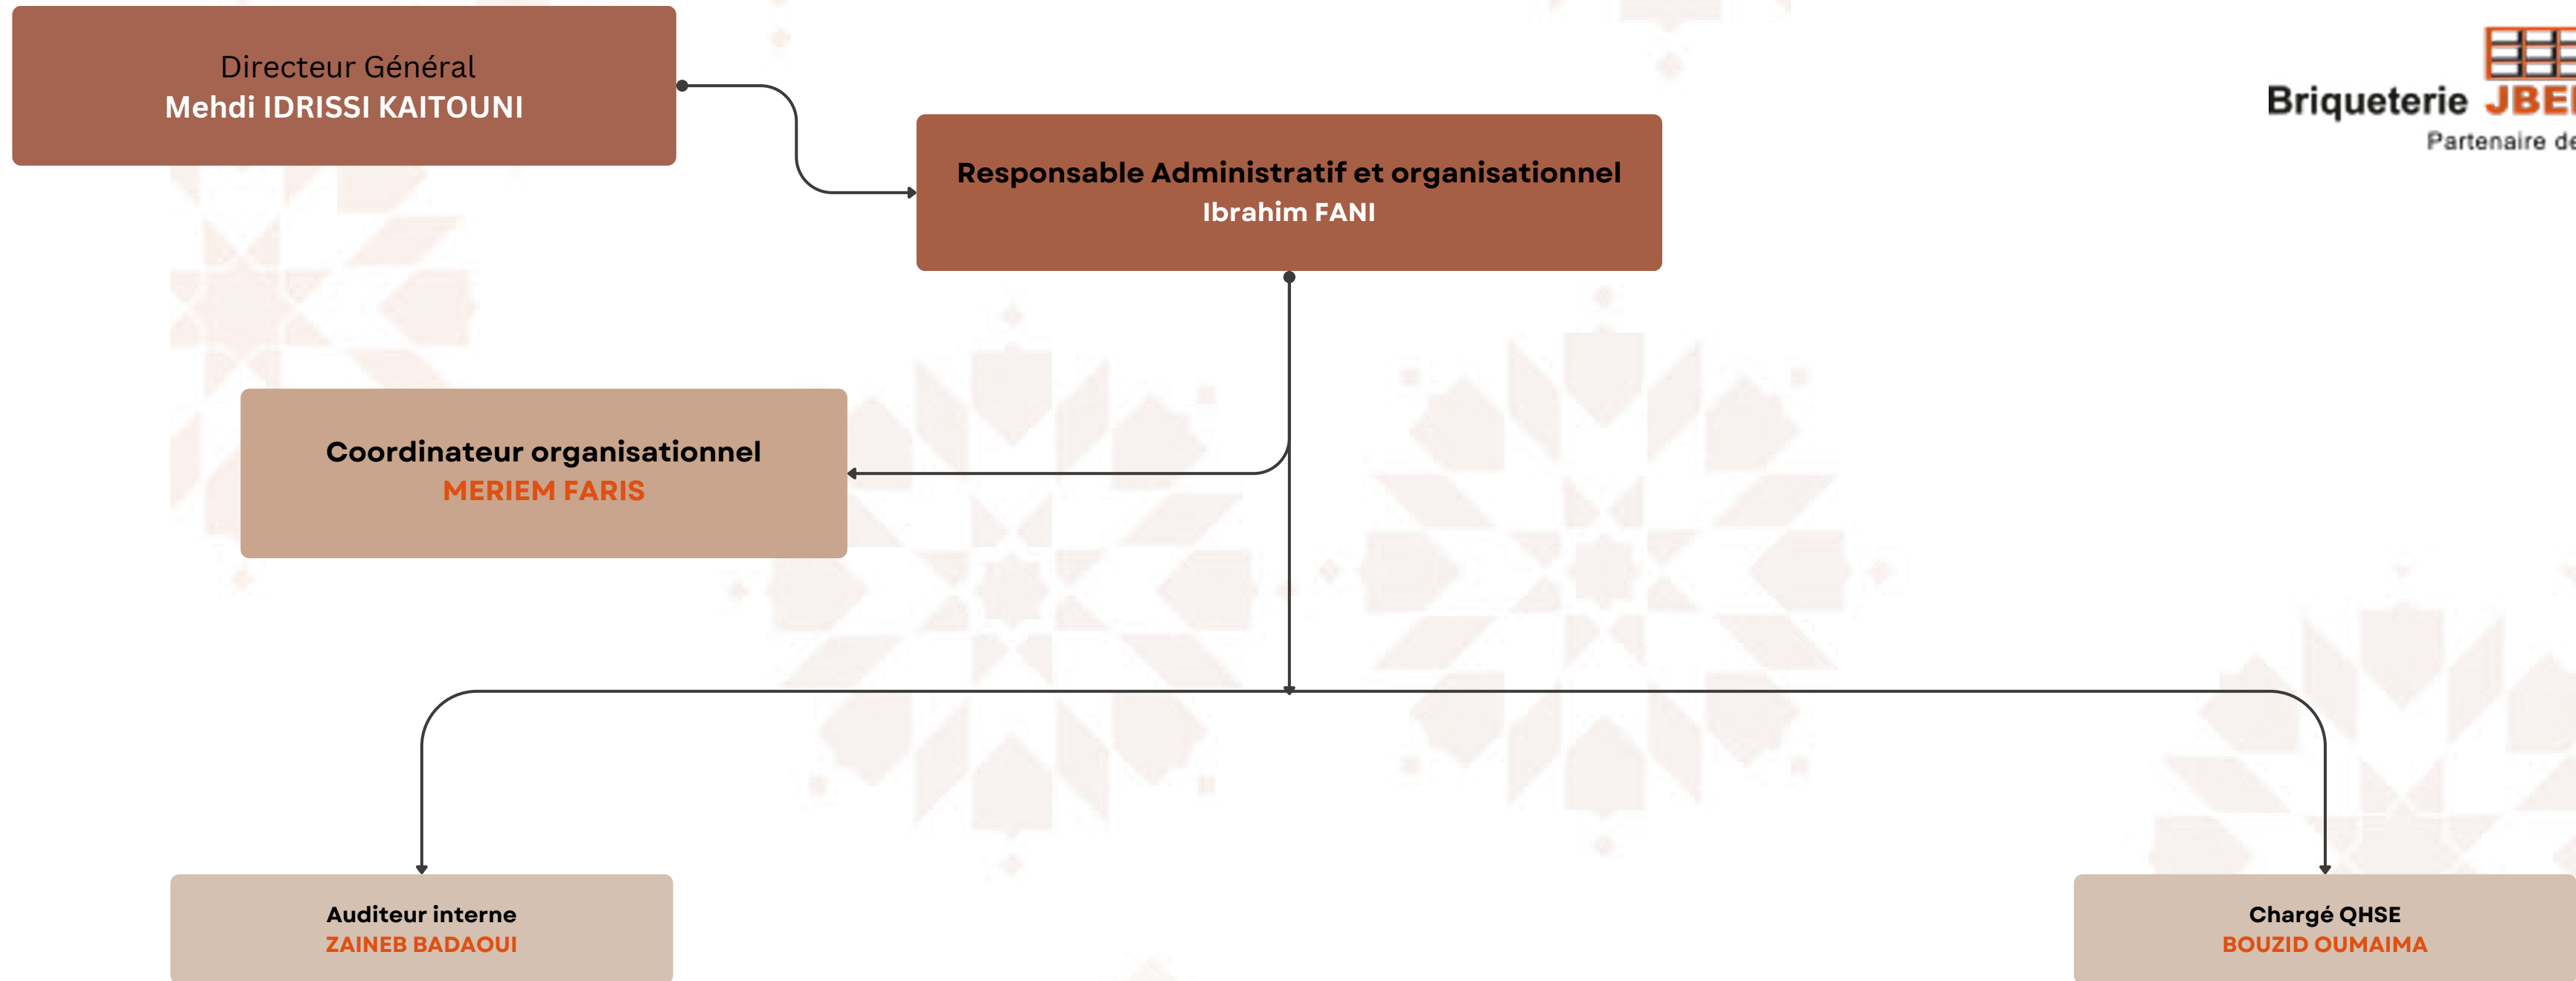 Directeur Général
Mehdi IDRISSI KAITOUNI
Briqueterie
Partenaire
Responsable Administratif et organisationnel
Ibrahim FANI
Coordinateur organisationnel
MERIEM FARIS
Auditeur interne
ZAINEB BADAOUI
Chargé QHSE
BOUZID OUMAIMA